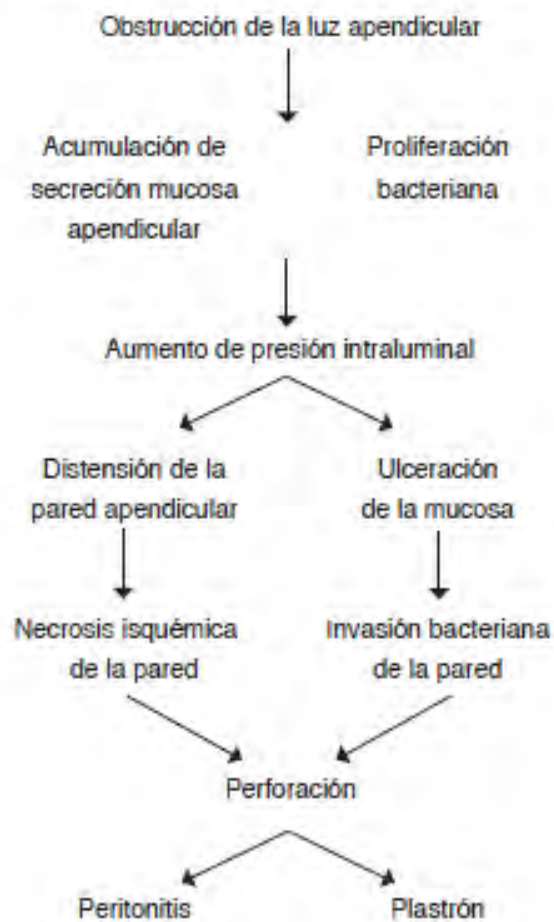 Obstrucción de la luz apendicular
Acumulación de
secreción mucosa
apendicular
Proliferación
bacteriana
Aumento de presión intraluminal
Distensión de la
pared apendicular
Ulceración
de la mucosa
Necrosis isquémica
de la pared
Invasión bacteriana
de la pared
Perforación
Peritonitis
Plastrón